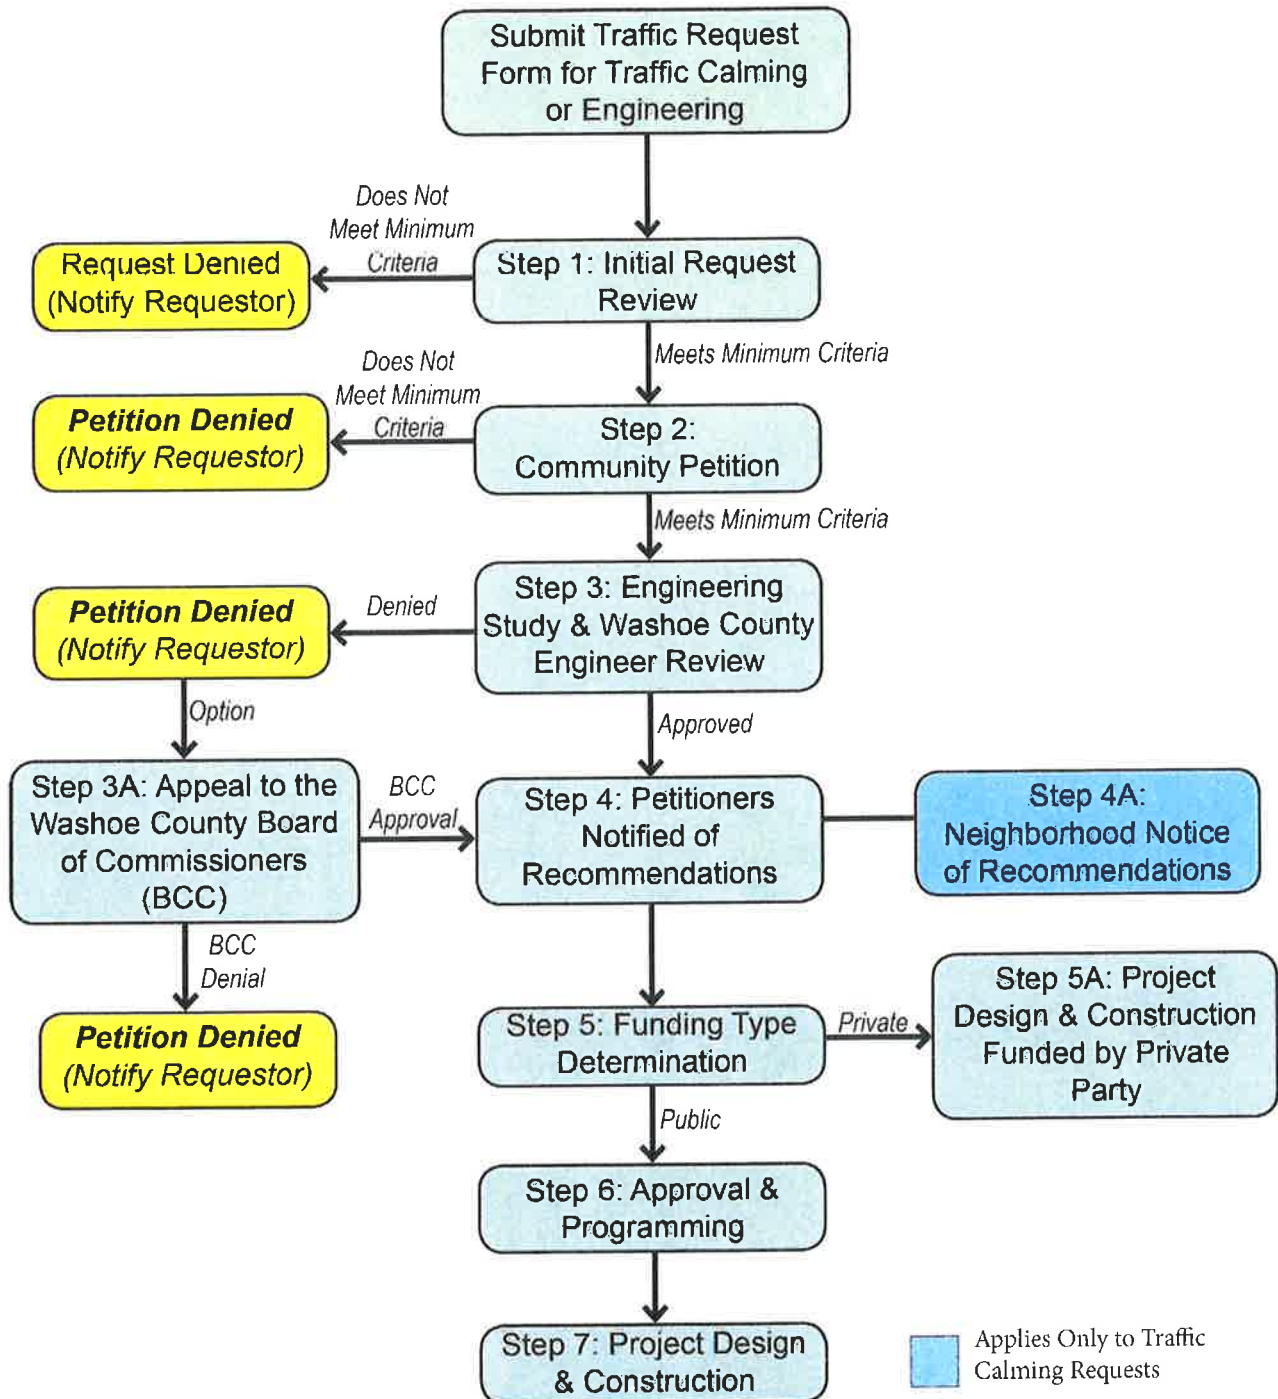 Submit Traffic Request
Form for Traffic Calming
or Engineering
Does Not
Meet Minimum
Criteria
Request Denied
(Notify Requestor)
Step 1: Initial Request
Review
Meets Minimum Criteria
Does Not
Meet Minimum
Criteria
Petition Denied
(Notify Requestor)
Step 2:
Community Petition
Meets Minimum Criteria
Petition Denied
(Notify Requestor)
Denied
Step 3: Engineering
Study & Washoe County
Engineer Review
Option
Approved
Step 3A: Appeal to the
Washoe County Board
of Commissioners
(BCC)
BCC
Approval
Step 4: Petitioners
Notified of
Recommendations
Step 4A:
Neighborhood Notice
of Recommendations
BCC
Denial
Petition Denied
(Notify Requestor)
Step 5: Funding Type
Determination
Private
Step 5A: Project
Design & Construction
Funded by Private
Party
Public
Step 6: Approval &
Programming
Step 7: Project Design
& Construction
Applies Only to Traffic
Calming Requests